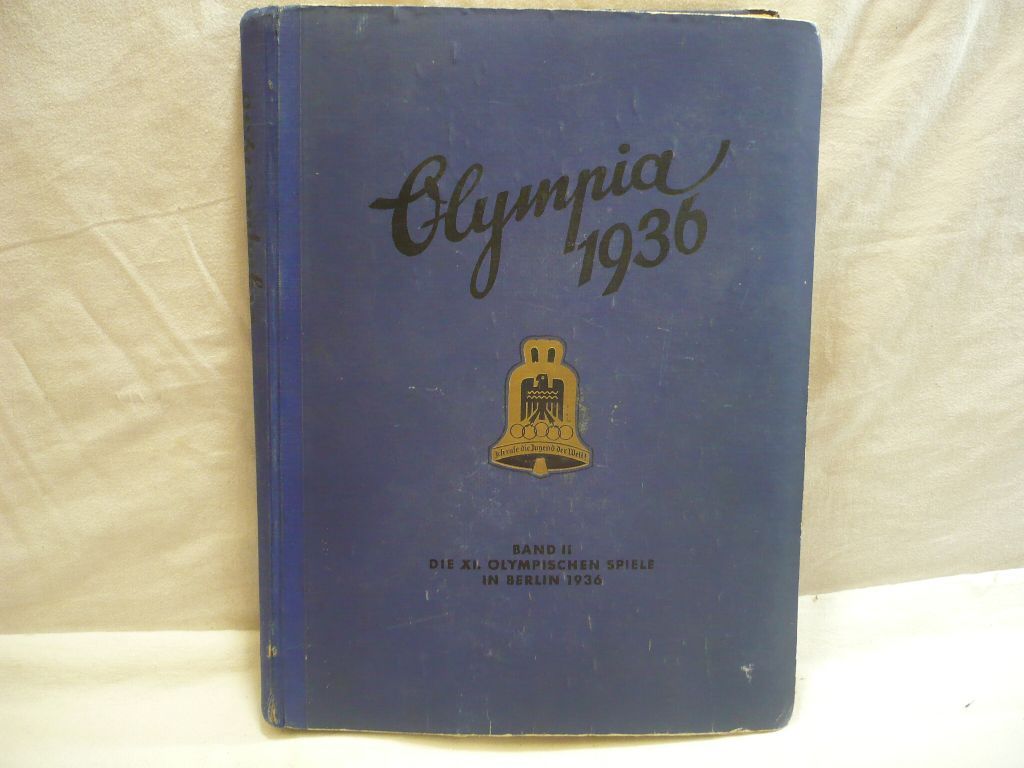 Olympia
1936
Ich rufe die Jugend der Welt!
BAND II
DIE XI. OLYMPISCHEN SPIELE
IN BERLIN 1936